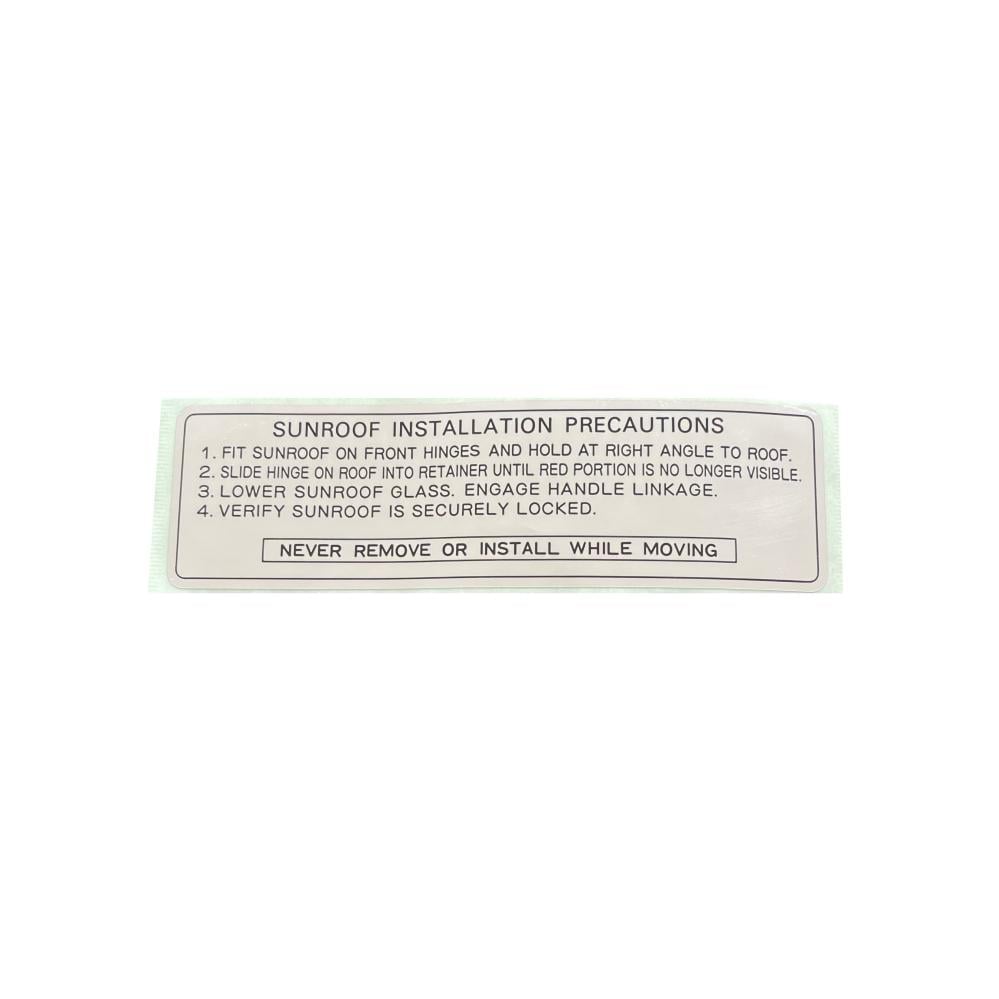 SUNROOF INSTALLATION PRECAUTIONS
1. FIT SUNROOF ON FRONT HINGES AND HOLD AT RIGHT ANGLE TO ROOF.
2. SLIDE HINGE ON ROOF INTO RETAINER UNTIL RED PORTION IS NO LONGER VISIBLE.
3. LOWER SUNROOF GLASS. ENGAGE HANDLE LINKAGE.
4. VERIFY SUNROOF IS SECURELY LOCKED.
NEVER REMOVE OR INSTALL WHILE MOVING